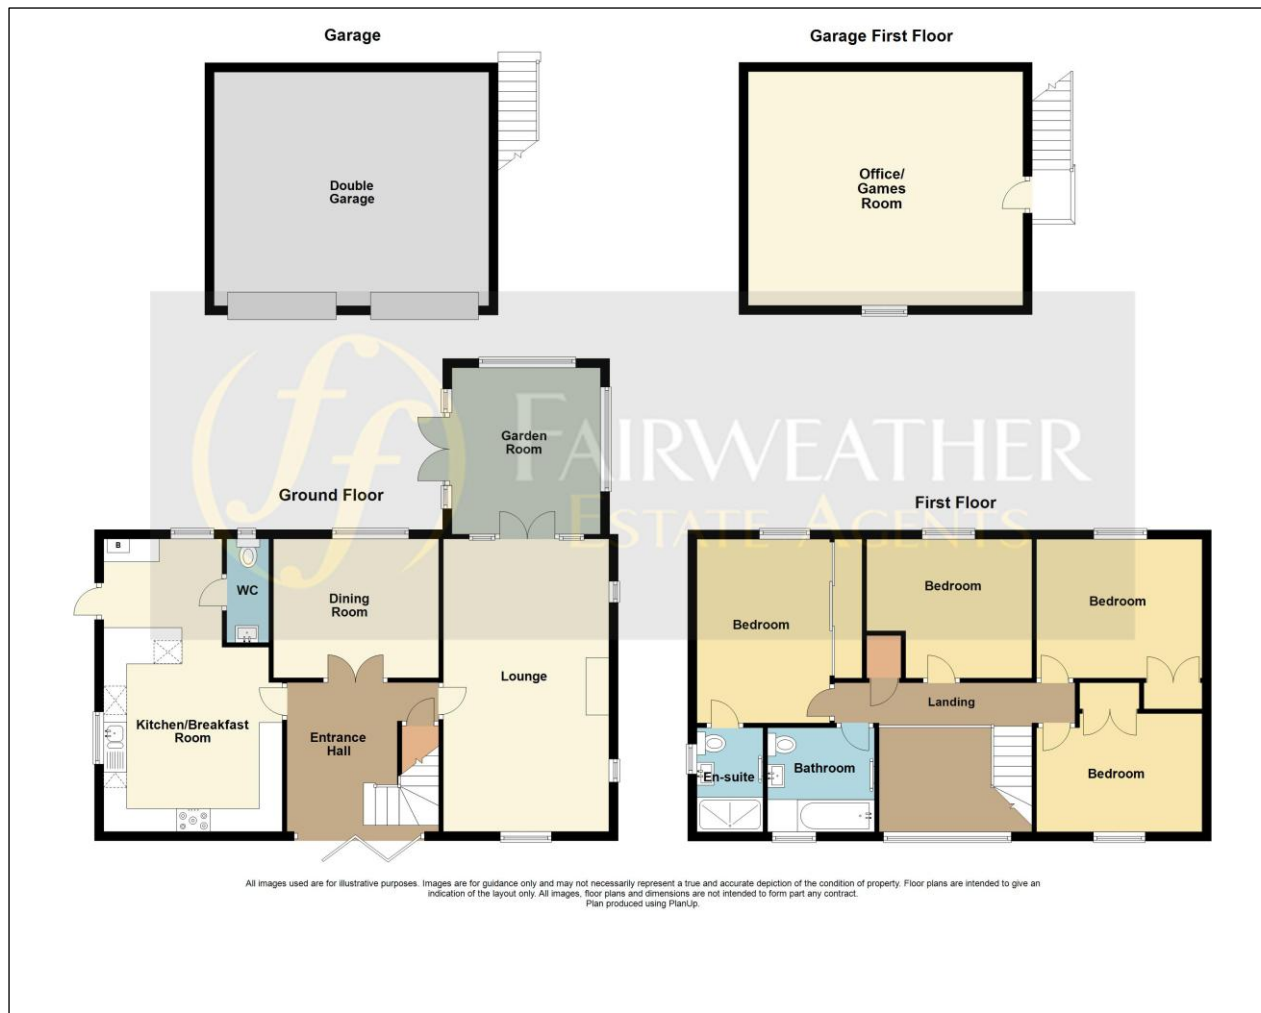 Garage
Garage First Floor
Double
Garage
Office/
Games
Room
FAIRWEATHER
ESTATE AGENTS
Garden
Room
Ground Floor
First Floor
B
WC
Dining
Room
Lounge
Kitchen/Breakfast
Room
Entrance
Hall
Bedroom
Bedroom
Bedroom
Landing
En-suite
Bathroom
Bedroom
All images used are for illustrative purposes. Images are for guidance only and may not necessarily represent a true and accurate depiction of the condition of property. Floor plans are intended to give an
indication of the layout only. All images, floor plans and dimensions are not intended to form part any contract.
Plan produced using PlanUp.